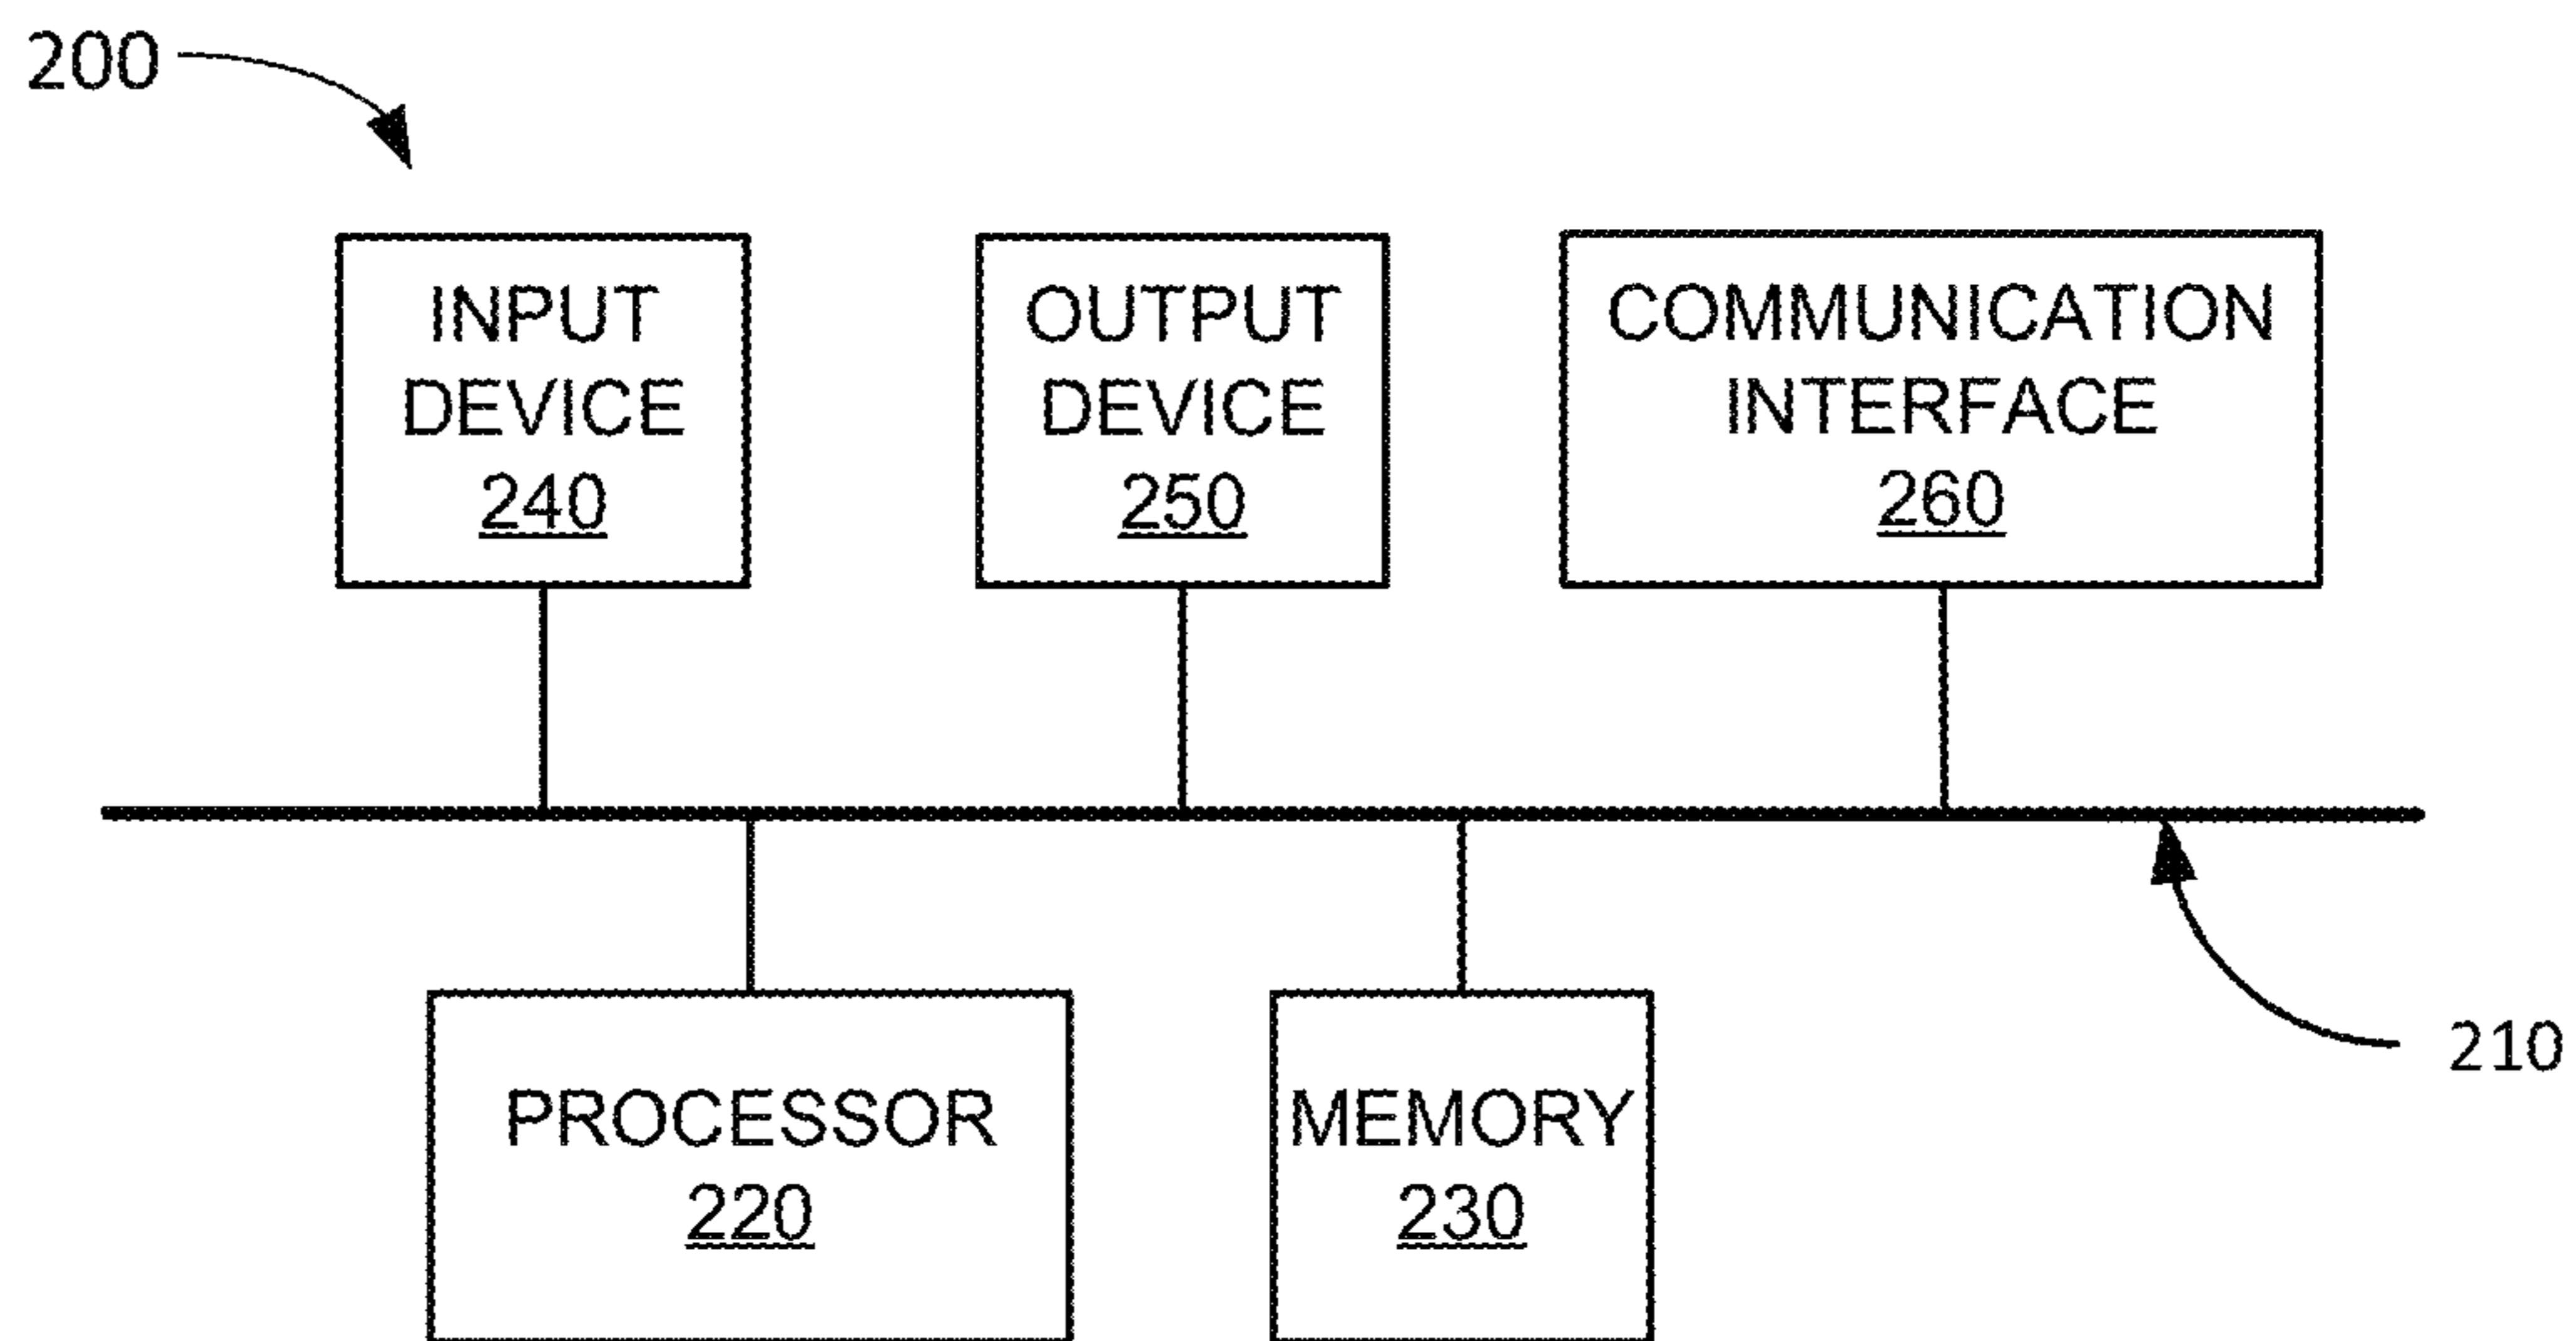 200
INPUT
DEVICE
240
OUTPUT
DEVICE
250
COMMUNICATION
INTERFACE
260
PROCESSOR
220
MEMORY
230
210